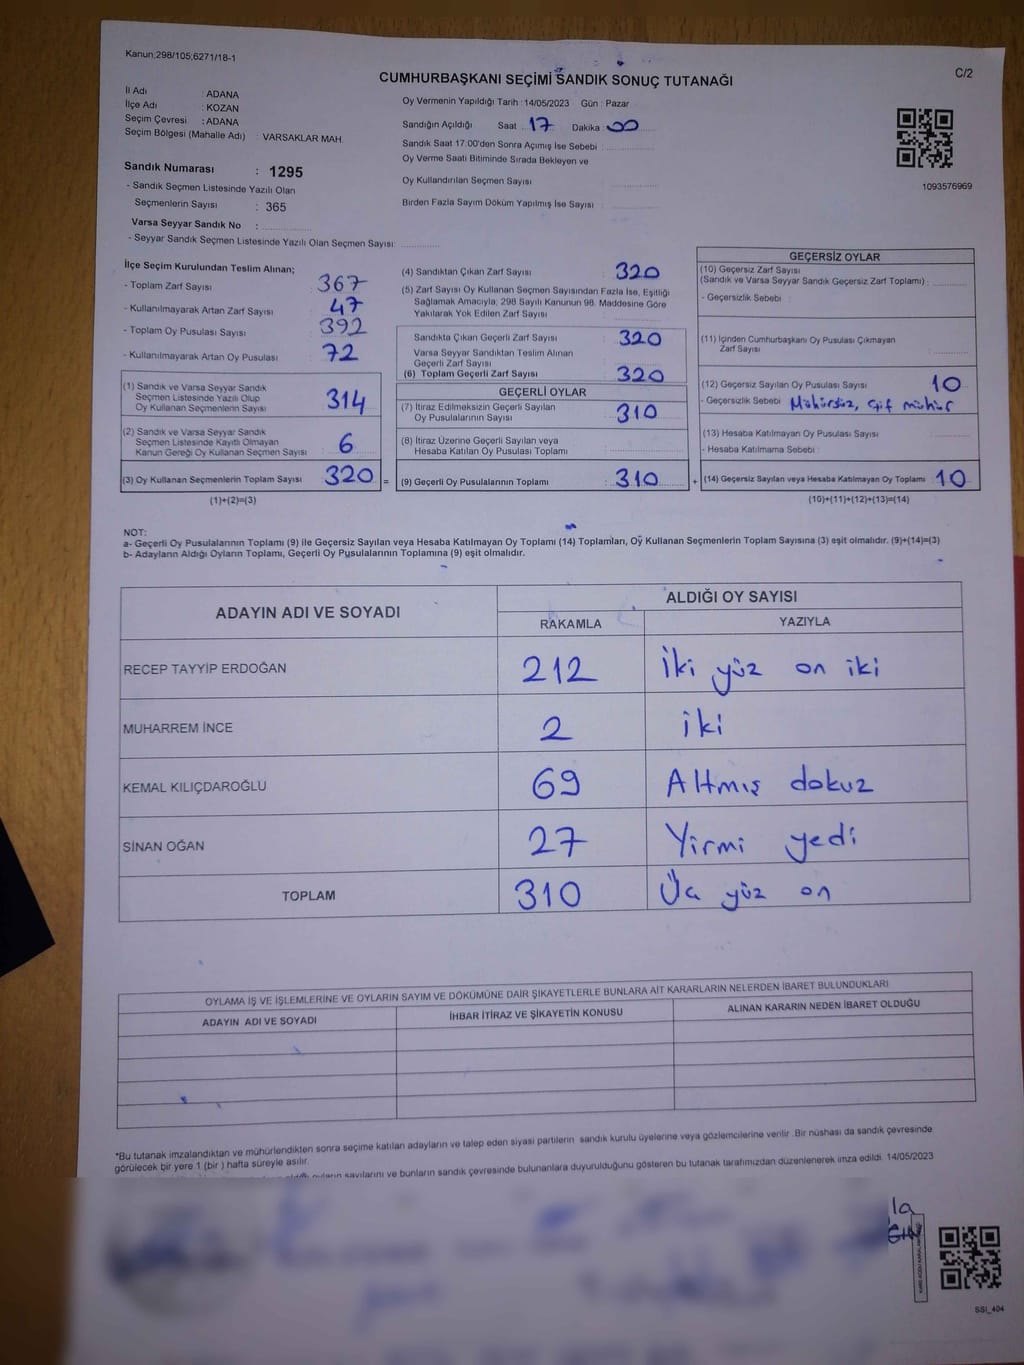 Kanun;298/105;6271/18-1
C/2
CUMHURBAŞKANI SEÇİMİ SANDIK SONUÇ TUTANAĞI
İl Adı : ADANA
İlçe Adı : KOZAN
Seçim Çevresi : ADANA
Seçim Bölgesi (Mahalle Adı) : VARSAKLAR MAH.
Sandık Numarası : 1295
- Sandık Seçmen Listesinde Yazılı Olan
Seçmenlerin Sayısı : 365
Varsa Seyyar Sandık No :
- Seyyar Sandık Seçmen Listesinde Yazılı Olan Seçmen Sayısı:
Oy Vermenin Yapıldığı Tarih :14/05/2023 Gün : Pazar
Sandığın Açıldığı Saat : 17 Dakika : 00
Sandık Saat 17:00'den Sonra Açımış İse Sebebi :
Oy Verme Saati Bitiminde Sırada Bekleyen ve
Oy Kullandırılan Seçmen Sayısı :
Birden Fazla Sayım Döküm Yapılmış İse Sayısı :
1093576969
İlçe Seçim Kurulundan Teslim Alınan;
- Toplam Zarf Sayısı : 367
- Kullanılmayarak Artan Zarf Sayısı : 47
- Toplam Oy Pusulası Sayısı : 392
- Kullanılmayarak Artan Oy Pusulası : 72
(1) Sandık ve Varsa Seyyar Sandık
Seçmen Listesinde Yazılı Olup
Oy Kullanan Seçmenlerin Sayısı : 314
(2) Sandık ve Varsa Seyyar Sandık
Seçmen Listesinde Kayıtlı Olmayan
Kanun Gereği Oy Kullanan Seçmen Sayısı : 6
(3) Oy Kullanan Seçmenlerin Toplam Sayısı : 320 =
(1)+(2)=(3)
(4) Sandıktan Çıkan Zarf Sayısı : 320
(5) Zarf Sayısı Oy Kullanan Seçmen Sayısından Fazla İse, Eşitliği
Sağlamak Amacıyla, 298 Sayılı Kanunun 98. Maddesine Göre
Yakılarak Yok Edilen Zarf Sayısı :
Sandıkta Çıkan Geçerli Zarf Sayısı : 320
Varsa Seyyar Sandıktan Teslim Alınan
Geçerli Zarf Sayısı :
(6) Toplam Geçerli Zarf Sayısı : 320
GEÇERLİ OYLAR
(7) İtiraz Edilmeksizin Geçerli Sayılan
Oy Pusulalarının Sayısı : 310
(8) İtiraz Üzerine Geçerli Sayılan veya
Hesaba Katılan Oy Pusulası Toplamı :
(9) Geçerli Oy Pusulalarının Toplamı : 310 +
GEÇERSİZ OYLAR
(10) Geçersiz Zarf Sayısı
(Sandık ve Varsa Seyyar Sandık Geçersiz Zarf Toplamı) :
- Geçersizlik Sebebi :
(11) İçinden Cumhurbaşkanı Oy Pusulası Çıkmayan
Zarf Sayısı :
(12) Geçersiz Sayılan Oy Pusulası Sayısı : 10
- Geçersizlik Sebebi : Mühürsüz, çift mühür
(13) Hesaba Katılmayan Oy Pusulası Sayısı :
- Hesaba Katılmama Sebebi :
(14) Geçersiz Sayılan veya Hesaba Katılmayan Oy Toplamı : 10
(10)+(11)+(12)+(13)=(14)
NOT:
a- Geçerli Oy Pusulalarının Toplamı (9) ile Geçersiz Sayılan veya Hesaba Katılmayan Oy Toplamı (14) Toplamları, Oy Kullanan Seçmenlerin Toplam Sayısına (3) eşit olmalıdır. (9)+(14)=(3)
b- Adayların Aldığı Oyların Toplamı, Geçerli Oy Pusulalarının Toplamına (9) eşit olmalıdır.
ADAYIN ADI VE SOYADI ALDIĞI OY SAYISI
RAKAMLA YAZIYLA
RECEP TAYYİP ERDOĞAN 212 İki yüz on iki
MUHARREM İNCE 2 iki
KEMAL KILIÇDAROĞLU 69 Altmış dokuz
SİNAN OĞAN 27 Yirmi yedi
TOPLAM 310 Üç yüz on
OYLAMA İŞ VE İŞLEMLERİNE VE OYLARIN SAYIM VE DÖKÜMÜNE DAİR ŞİKAYETLERLE BUNLARA AİT KARARLARIN NELERDEN İBARET BULUNDUKLARI
ADAYIN ADI VE SOYADI İHBAR İTİRAZ VE ŞİKAYETİN KONUSU ALINAN KARARIN NEDEN İBARET OLDUĞU
*Bu tutanak imzalandıktan ve mühürlendikten sonra seçime katılan adayların ve talep eden siyasi partilerin sandık kurulu üyelerine veya gözlemcilerine verilir. Bir nüshası da sandık çevresinde
görülecek bir yere 1 (bir ) hafta süreyle asılır.
oyların sayılarını ve bunların sandık çevresinde bulunanlara duyurulduğunu gösteren bu tutanak tarafımızdan düzenlenerek imza edildi. 14/05/2023
SSI_404